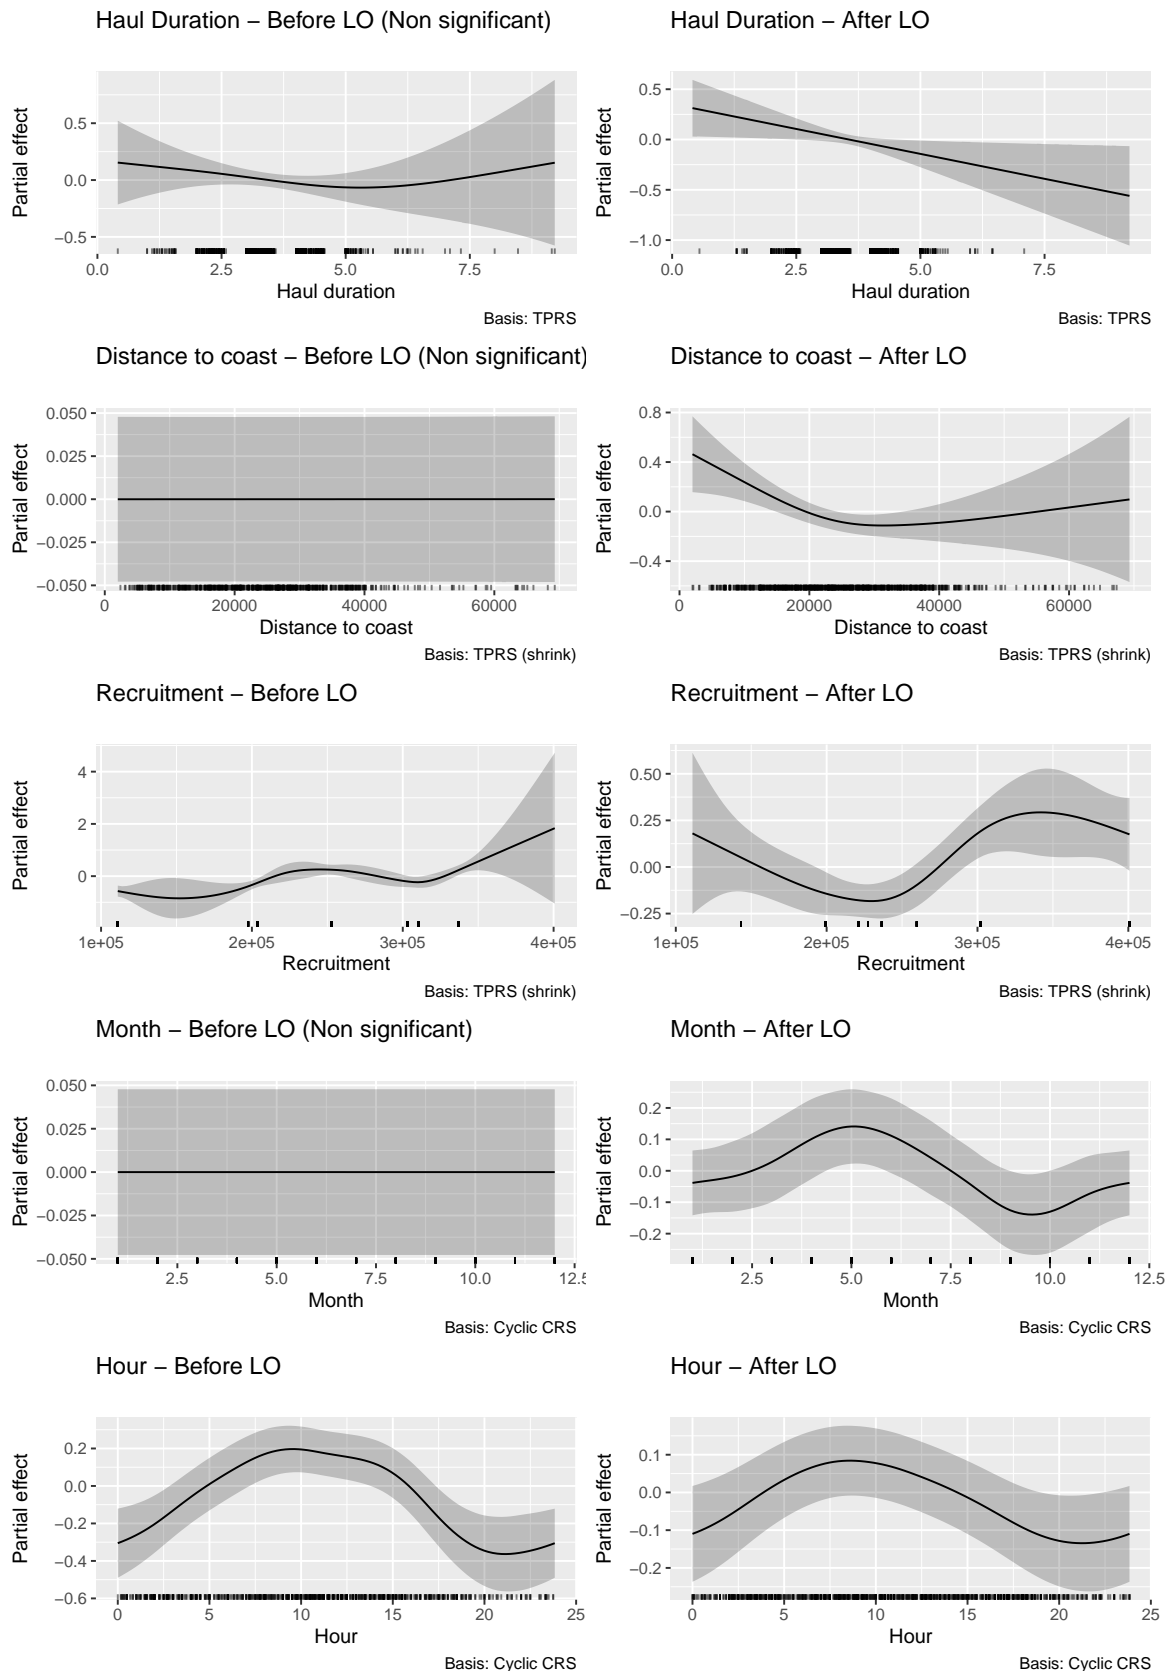 Haul Duration – Before LO (Non significant)
Partial effect
0.5
0.0
−0.5
0.0 2.5 5.0 7.5
Haul duration
Basis: TPRS
Haul Duration – After LO
Partial effect
0.5
0.0
−0.5
−1.0
0.0 2.5 5.0 7.5
Haul duration
Basis: TPRS
Distance to coast – Before LO (Non significant)
Partial effect
0.050
0.025
0.000
−0.025
−0.050
0 20000 40000 60000
Distance to coast
Basis: TPRS (shrink)
Distance to coast – After LO
Partial effect
0.8
0.4
0.0
−0.4
0 20000 40000 60000
Distance to coast
Basis: TPRS (shrink)
Recruitment – Before LO
Partial effect
4
2
0
1e+05 2e+05 3e+05 4e+05
Recruitment
Basis: TPRS (shrink)
Recruitment – After LO
Partial effect
0.50
0.25
0.00
−0.25
1e+05 2e+05 3e+05 4e+05
Recruitment
Basis: TPRS (shrink)
Month – Before LO (Non significant)
Partial effect
0.050
0.025
0.000
−0.025
−0.050
2.5 5.0 7.5 10.0 12.5
Month
Basis: Cyclic CRS
Month – After LO
Partial effect
0.2
0.1
0.0
−0.1
−0.2
2.5 5.0 7.5 10.0 12.5
Month
Basis: Cyclic CRS
Hour – Before LO
Partial effect
0.2
0.0
−0.2
−0.4
−0.6
0 5 10 15 20 25
Hour
Basis: Cyclic CRS
Hour – After LO
Partial effect
0.1
0.0
−0.1
−0.2
0 5 10 15 20 25
Hour
Basis: Cyclic CRS